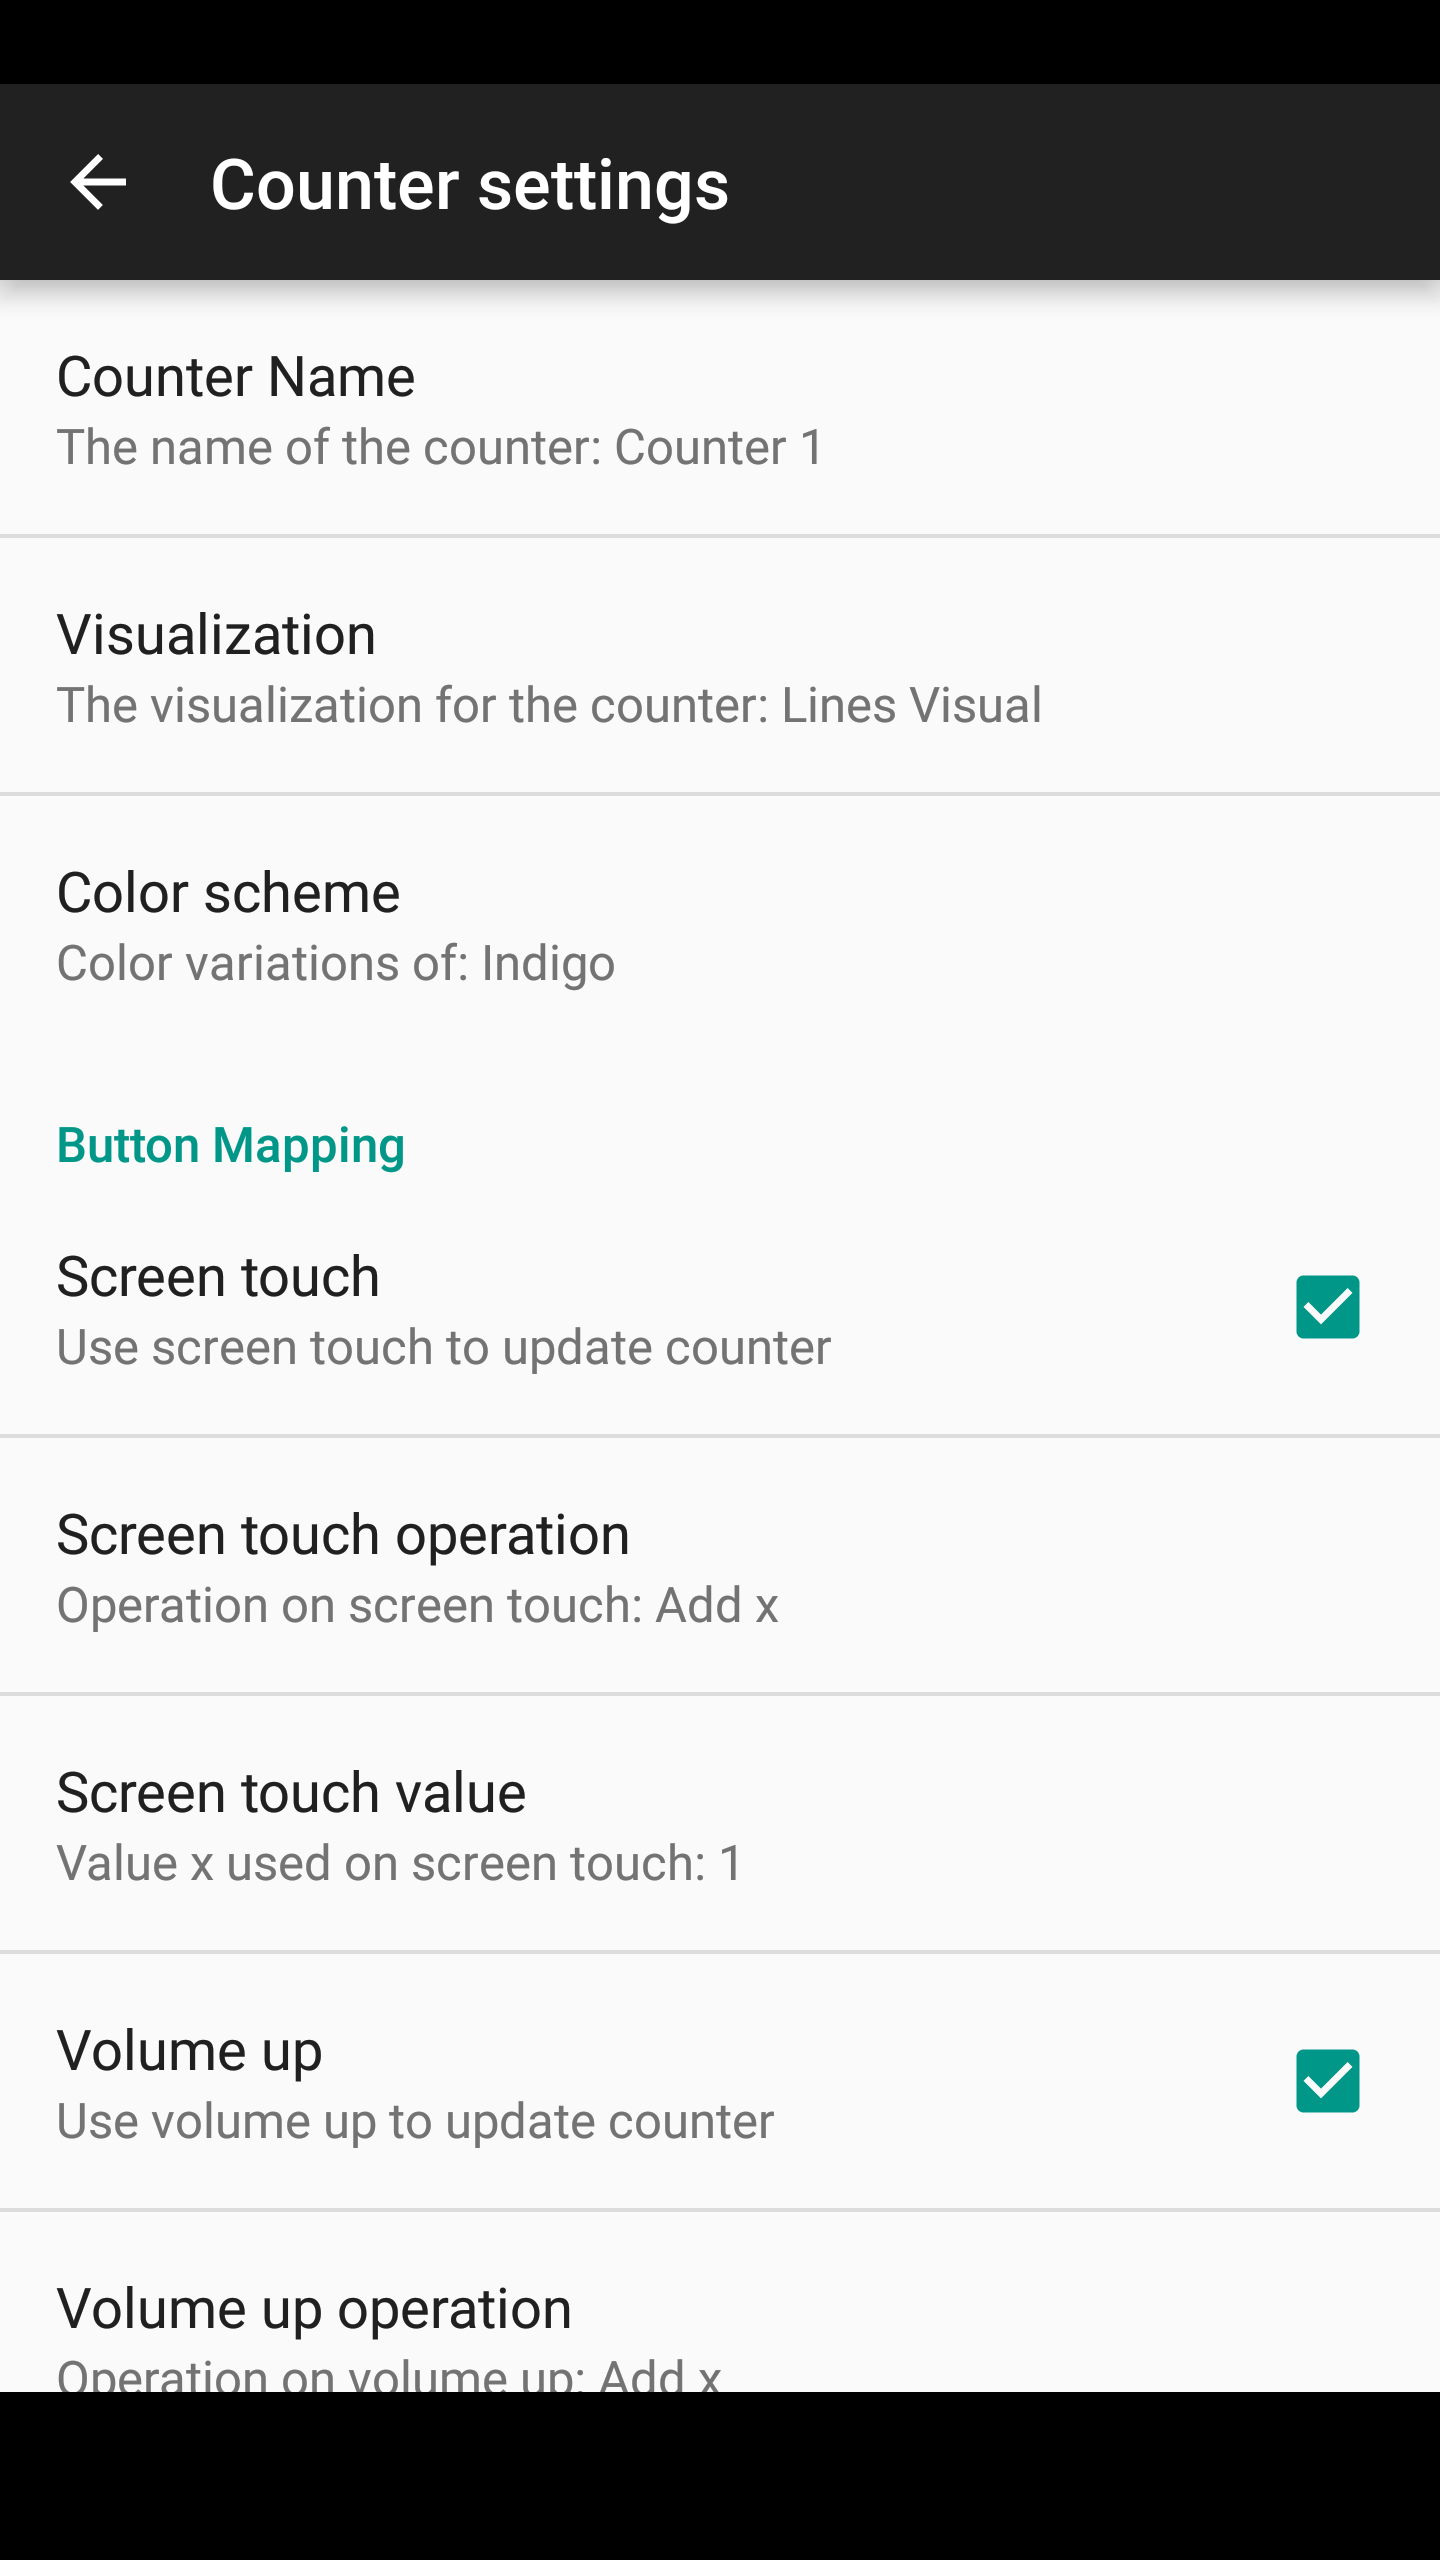 Counter settings
Counter Name
The name of the counter: Counter 1
Visualization
The visualization for the counter: Lines Visual
Color scheme
Color variations of: Indigo
Button Mapping
Screen touch
Use screen touch to update counter
Screen touch operation
Operation on screen touch: Add x
Screen touch value
Value x used on screen touch: 1
Volume up
Use volume up to update counter
Volume up operation
Operation on volume up: Add x